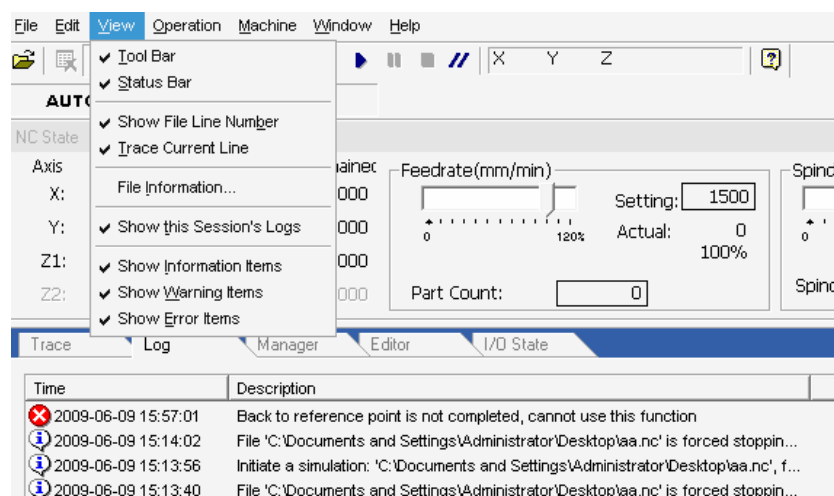 File Edit View Operation Machine Window Help
X Y Z
Tool Bar
Status Bar
AUTO
Show File Line Number
NC State
Trace Current Line
Axis
Feedrate(mm/min)
File Information...
X: 000
Setting: 1500
Y: 000
Show this Session's Logs
0 120%
Actual: 0
0
100%
Z1: 000
Show Information Items
Z2: 000
Show Warning Items
Part Count: 0
Show Error Items
Trace Log Manager Editor I/O State
Time Description
2009-06-09 15:57:01 Back to reference point is not completed, cannot use this function
2009-06-09 15:14:02 File 'C:\Documents and Settings\Administrator\Desktop\aa.nc' is forced stoppin...
2009-06-09 15:13:56 Initiate a simulation: 'C:\Documents and Settings\Administrator\Desktop\aa.nc', f...
2009-06-09 15:13:40 File 'C:\Documents and Settings\Administrator\Desktop\aa.nc' is forced stoppin...